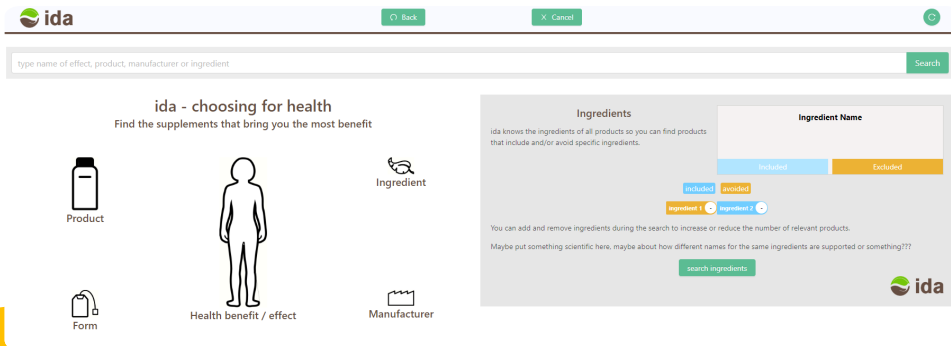 ida
Back
X Cancel
C
type name of effect, product, manufacturer or ingredient
Search
ida - choosing for health
Find the supplements that bring you the most benefit
Product
Ingredient
Form
Health benefit / effect
Manufacturer
Ingredients
ida knows the ingredients of all products so you can find products
that include and/or avoid specific ingredients.
Ingredient Name
Included
Excluded
included avoided
ingredient 1 - ingredient 2 -
You can add and remove ingredients during the search to increase or reduce the number of relevant products.
Maybe put something scientific here, maybe about how different names for the same ingredients are supported or something???
search ingredients
ida